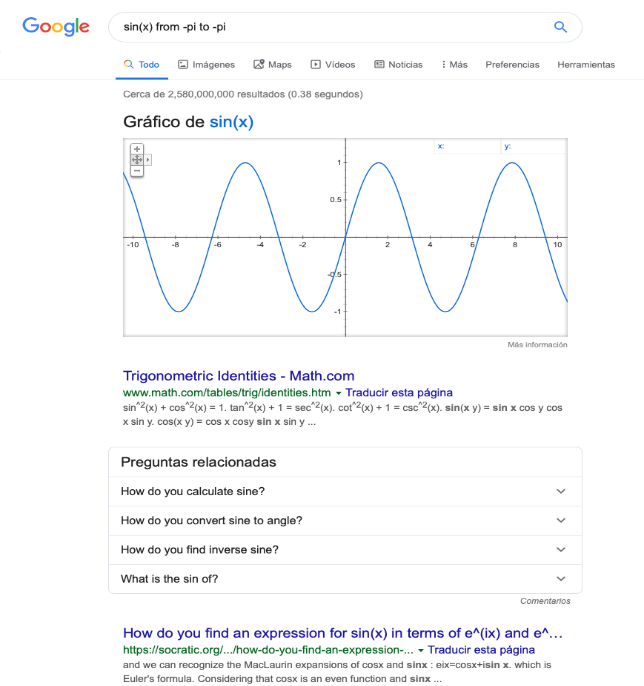 Google
sin(x) from -pi to -pi
Todo Imágenes Maps Vídeos Noticias Más Preferencias Herramientas
Cerca de 2,580,000,000 resultados (0.38 segundos)
Gráfico de sin(x)
x: y:
1
0.5
-10 -8 -6 -4 -2 2 4 6 8 10
-0.5
-1
Más información
Trigonometric Identities - Math.com
www.math.com/tables/trig/identities.htm Traducir esta página
sin^2(x) + cos^2(x) = 1. tan^2(x) + 1 = sec^2(x). cot^2(x) + 1 = csc^2(x). sin(x y) = sin x cos y cos
x sin y. cos(x y) = cos x cosy sin x sin y ...
Preguntas relacionadas
How do you calculate sine?
How do you convert sine to angle?
How do you find inverse sine?
What is the sin of?
Comentarios
How do you find an expression for sin(x) in terms of e^(ix) and e^...
https://socratic.org/.../how-do-you-find-an-expression-... Traducir esta página
and we can recognize the MacLaurin expansions of cosx and sinx : eix=cosx+isin x. which is
Euler's formula. Considering that cosx is an even function and sinx ...